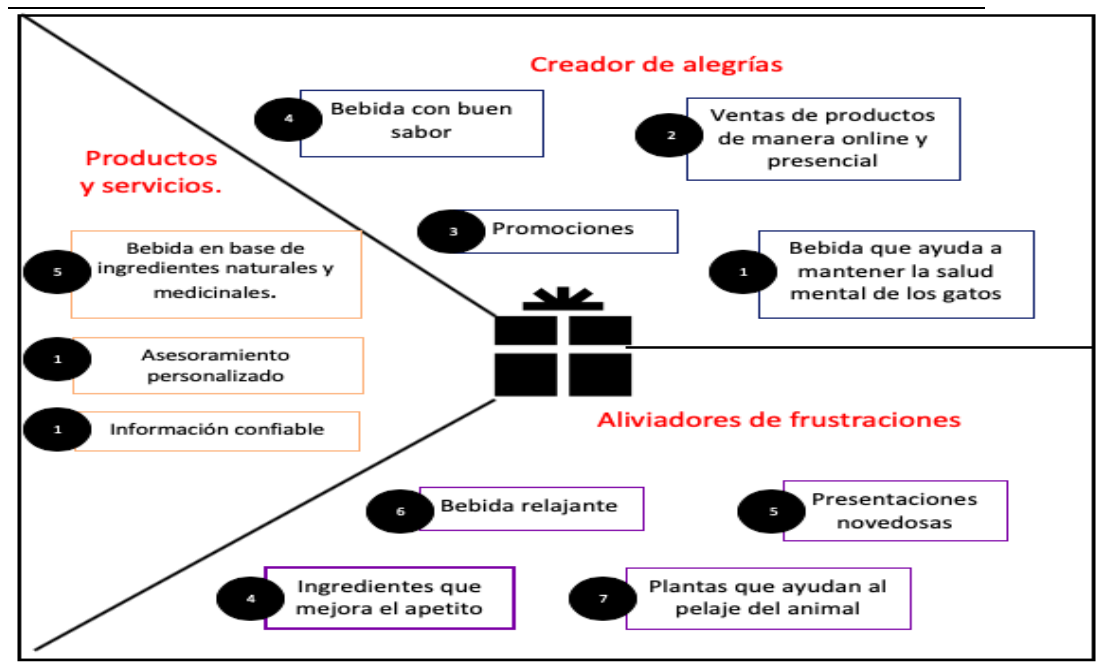 Creador de alegrías
4
Bebida con buen
sabor
2
Ventas de productos
de manera online y
presencial
3
Promociones
1
Bebida que ayuda a
mantener la salud
mental de los gatos
Productos
y servicios.
5
Bebida en base de
ingredientes naturales y
medicinales.
1
Asesoramiento
personalizado
1
Información confiable
Aliviadores de frustraciones
6
Bebida relajante
5
Presentaciones
novedosas
4
Ingredientes que
mejora el apetito
7
Plantas que ayudan al
pelaje del animal